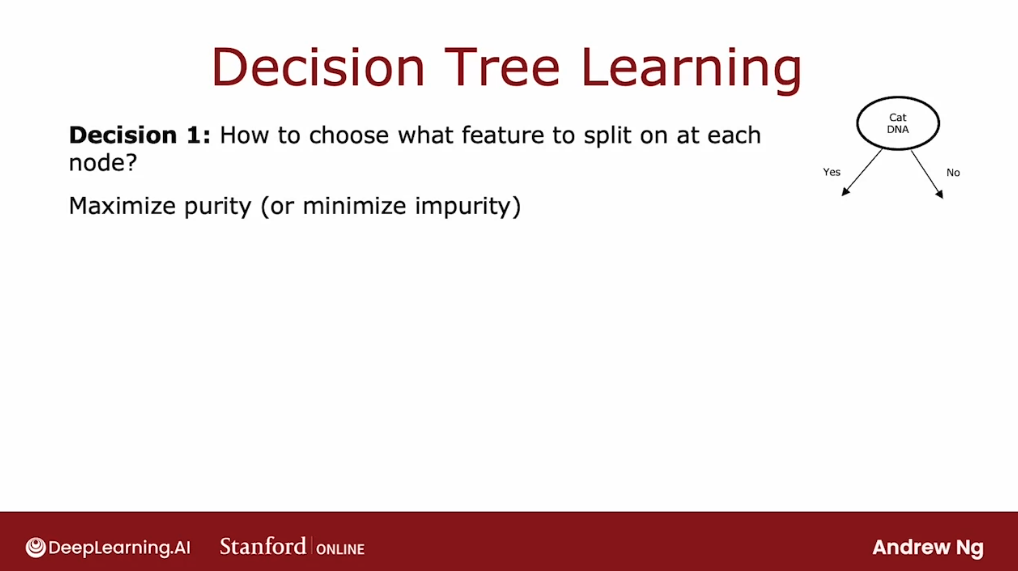 Decision Tree Learning
Decision 1: How to choose what feature to split on at each
node?
Maximize purity (or minimize impurity)
Cat
DNA
Yes
No
DeepLearning.AI
Stanford | ONLINE
Andrew Ng